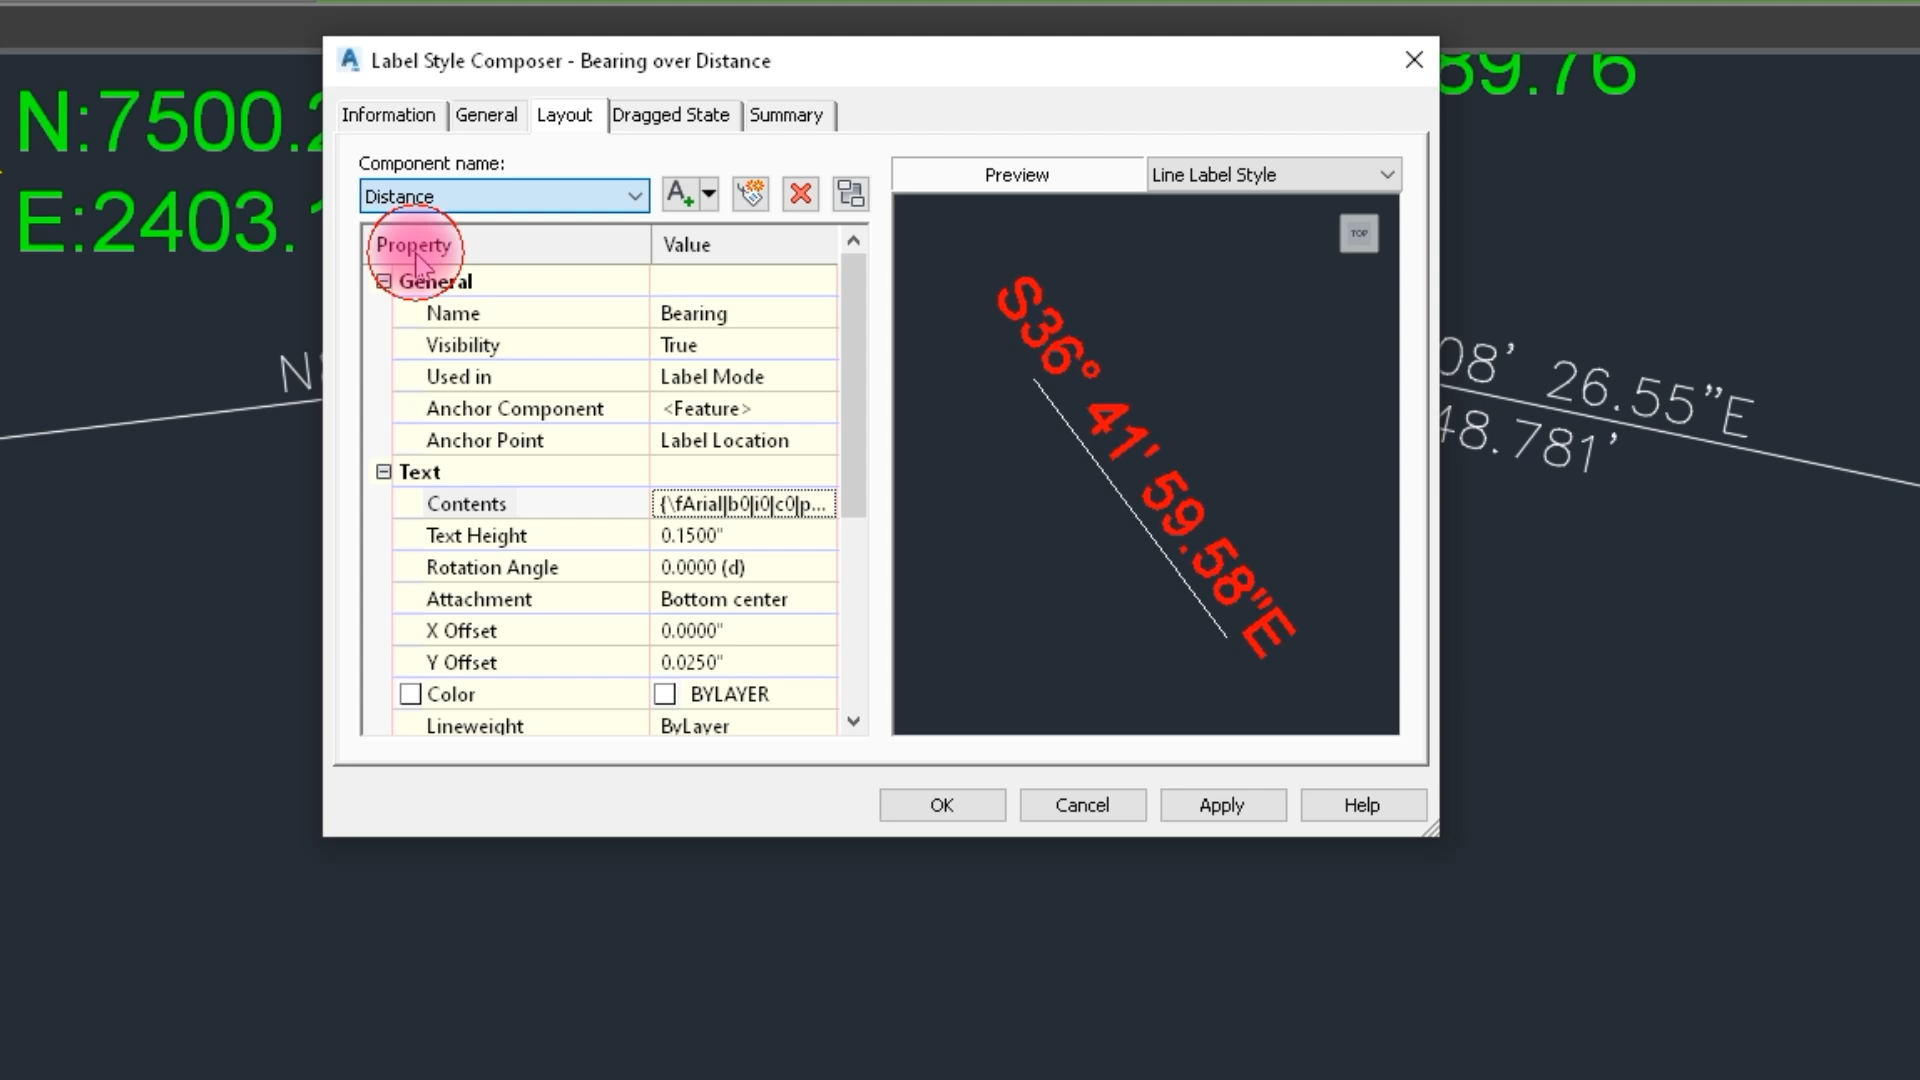 Label Style Composer - Bearing over Distance
89.76
N:7500.2
E:2403.
Information
General
Layout
Dragged State
Summary
Component name:
Distance
Preview
Line Label Style
TOP
Property Value
General
Name Bearing
Visibility True
Used in Label Mode
Anchor Component <Feature>
Anchor Point Label Location
Text
Contents {\fArial|b0|i0|c0|p...
Text Height 0.1500"
Rotation Angle 0.0000 (d)
Attachment Bottom center
X Offset 0.0000"
Y Offset 0.0250"
Color BYLAYER
Lineweight ByLayer
S36° 41' 59.58"E
N
08' 26.55"E
48.781'
OK
Cancel
Apply
Help